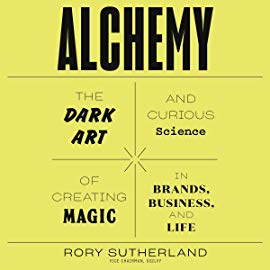 ALCHEMY
THE
DARK
ART
AND
CURIOUS
Science
OF
CREATING
MAGIC
IN
BRANDS,
BUSINESS,
AND
LIFE
RORY SUTHERLAND
VICE CHAIRMAN, OGILVY